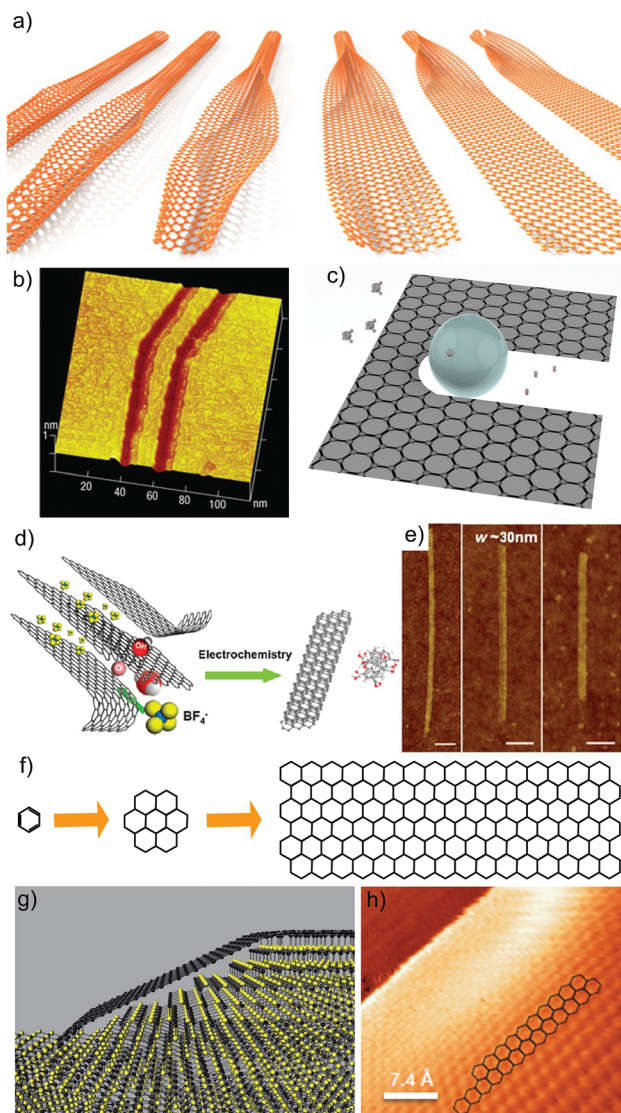 a)
b)
nm
1
20
40
60
80
100
nm
c)
d)
OH
O
Electrochemistry
BF₄⁻
e)
w ~30nm
f)
g)
h)
7.4 Å